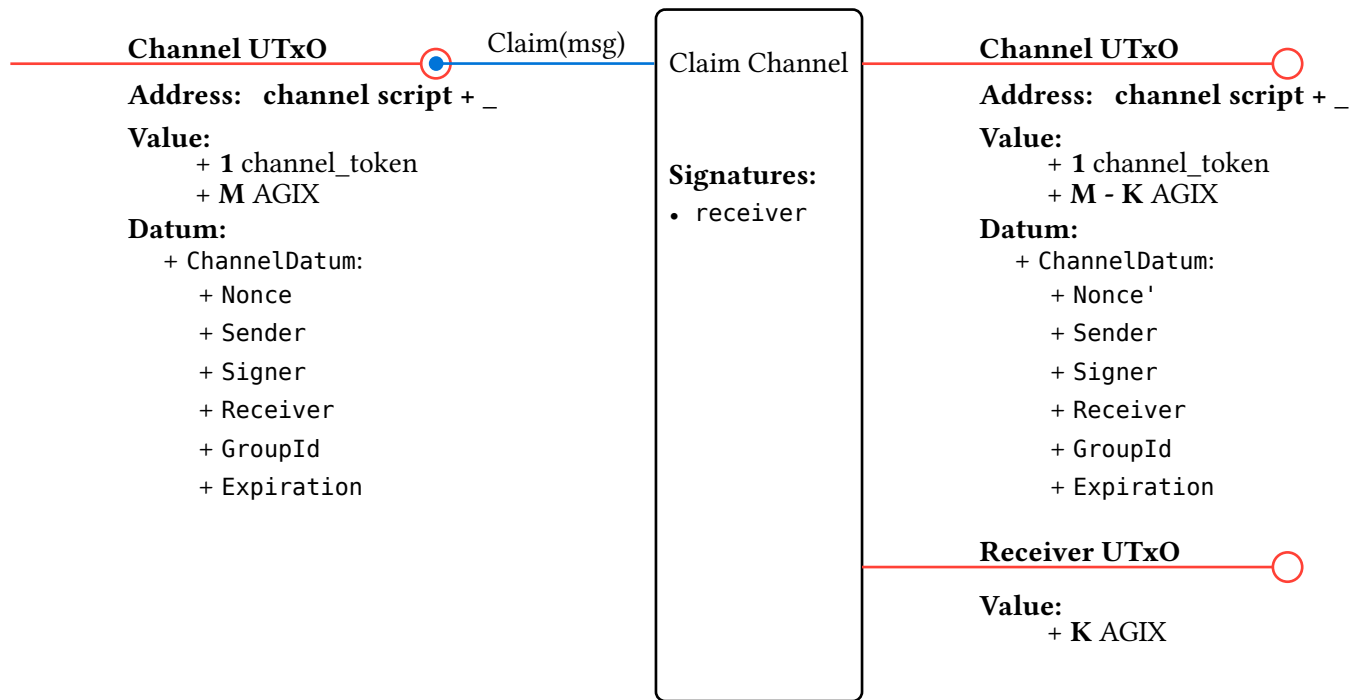 Channel UTxO
Address: channel script + _
Value:
+ 1 channel_token
+ M AGIX
Datum:
+ ChannelDatum:
+ Nonce
+ Sender
+ Signer
+ Receiver
+ GroupId
+ Expiration
Claim(msg)
Claim Channel
Signatures:
• receiver
Channel UTxO
Address: channel script + _
Value:
+ 1 channel_token
+ M - K AGIX
Datum:
+ ChannelDatum:
+ Nonce'
+ Sender
+ Signer
+ Receiver
+ GroupId
+ Expiration
Receiver UTxO
Value:
+ K AGIX